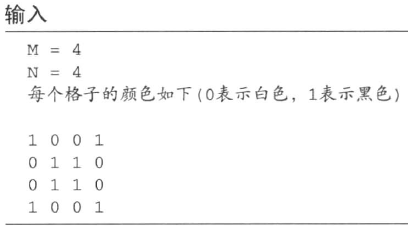 输入
M = 4
N = 4
每个格子的颜色如下(0表示白色，1表示黑色)
1 0 0 1
0 1 1 0
0 1 1 0
1 0 0 1